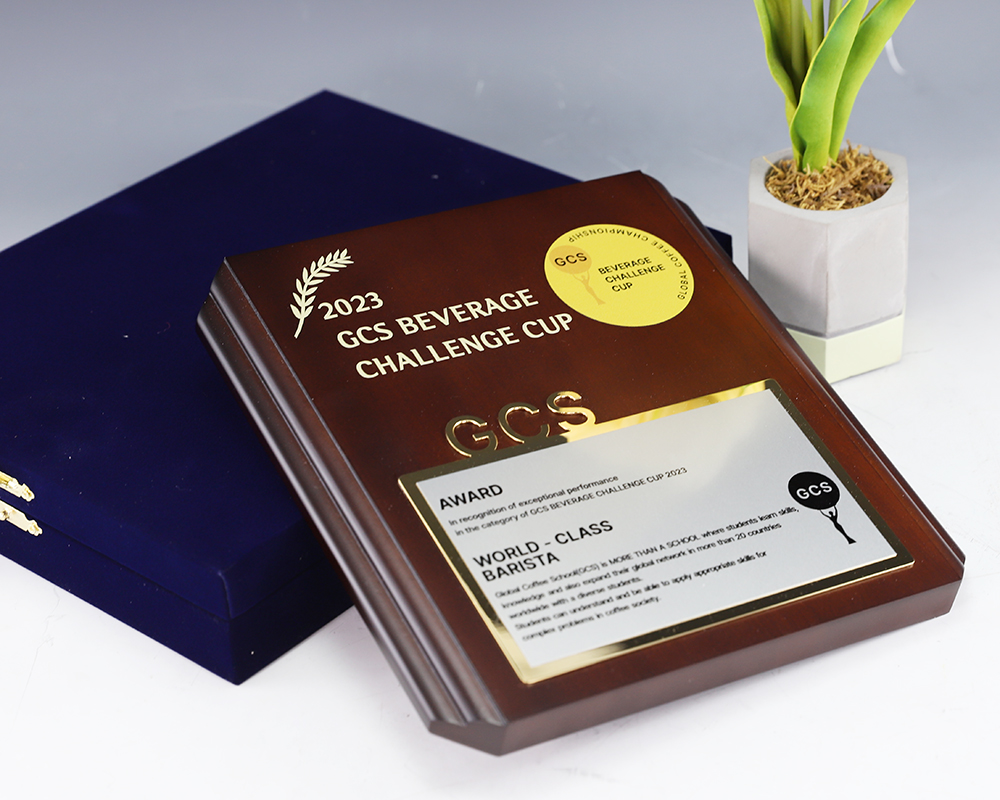 2023
GCS BEVERAGE
CHALLENGE CUP
GLOBAL COFFEE CHAMPIONSHIP
GCS
BEVERAGE
CHALLENGE
CUP
GCS
AWARD
In recognition of exceptional performance
in the category of GCS BEVERAGE CHALLENGE CUP 2023
GCS
WORLD - CLASS
BARISTA
Global Coffee School(GCS) is MORE THAN A SCHOOL where students learn skills,
knowledge and also expand their global network in more than 20 countries
worldwide with a diverse students.
Students can understand and be able to apply appropriate skills for
complex problems in coffee society.